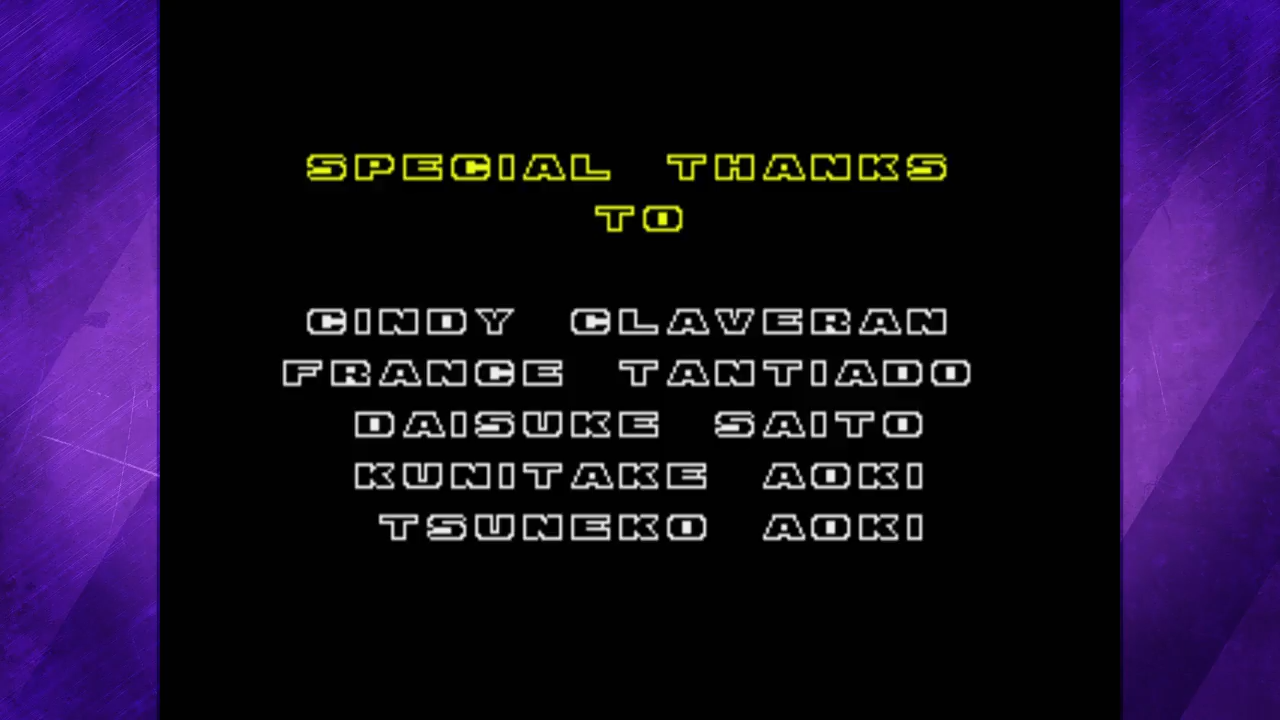 SPECIAL THANKS
TO
CINDY CLAVERAN
FRANCE TANTIADO
DAISUKE SAITO
KUNITAKE AOKI
TSUNEKO AOKI